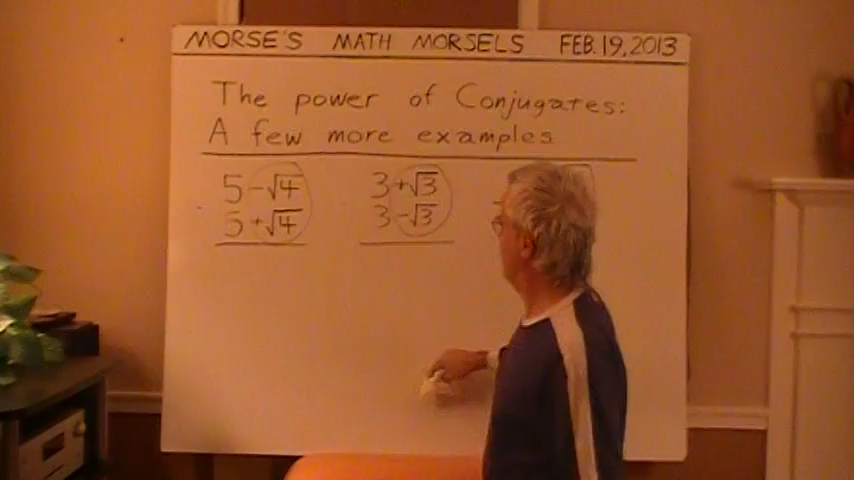 MORSE'S MATH MORSELS FEB. 19, 2013
The power of Conjugates:
A few more examples
5 -√4 3 +√3
5 +√4 3 -√3